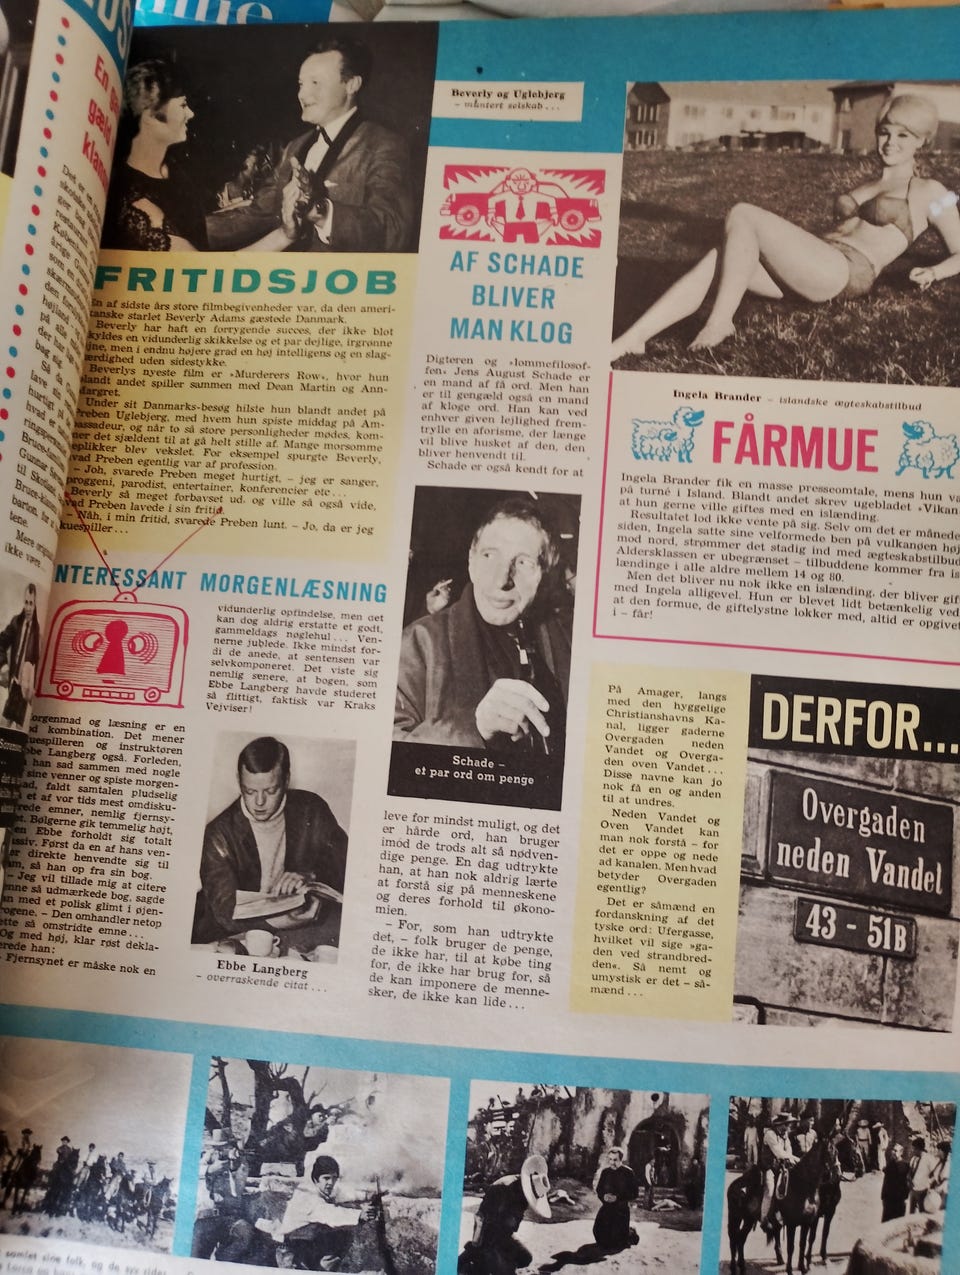 Beverly og Uglebjerg
- muntert selskab . . .
FRITIDSJOB
En af sidste års store filmbegivenheder var, da den ameri-
kanske starlet Beverly Adams gæstede Danmark.
Beverly har haft en forrygende succes, der ikke blot
skyldes en vidunderlig skikkelse og et par dejlige, irgrønne
øjne, men i endnu højere grad en høj intelligens og en slag-
færdighed uden sidestykke.
Beverlys nyeste film er »Murderers Row«, hvor hun
blandt andet spiller sammen med Dean Martin og Ann-
Margret.
Under sit Danmarks-besøg hilste hun blandt andet på
Preben Uglebjerg, med hvem hun spiste middag på Am-
bassadeur, og når to så store personligheder mødes, kom-
mer det sjældent til at gå helt stille af. Mange morsomme
replikker blev vekslet. For eksempel spurgte Beverly,
hvad Preben egentlig var af profession.
- Joh, svarede Preben meget hurtigt, - jeg er sanger,
proggeni, parodist, entertainer, konferencier etc . . .
Beverly så meget forbavset ud, og ville så også vide,
hvad Preben lavede i sin fritid.
- Nåh, i min fritid, svarede Preben lunt. - Jo, da er jeg
skuespiller . . .
INTERESSANT MORGENLÆSNING
Morgenmad og læsning er en
god kombination. Det mener
skuespilleren og instruktøren
Ebbe Langberg også. Forleden,
da han sad sammen med nogle
sine venner og spiste morgen-
mad, faldt samtalen pludselig
et af vor tids mest omdisku-
terede emner, nemlig fjernsy-
net. Bølgerne gik temmelig højt,
men Ebbe forholdt sig totalt
passiv. Først da en af hans ven-
ner direkte henvendte sig til
ham, så han op fra sin bog.
- Jeg vil tillade mig at citere
denne så udmærkede bog, sagde
han med et polisk glimt i øjen-
krogene. - Den omhandler netop
dette så omstridte emne . . .
Og med høj, klar røst dekla-
merede han:
- Fjernsynet er måske nok en
vidunderlig opfindelse, men det
kan dog aldrig erstatte et godt,
gammeldags nøglehul . . . Ven-
nerne jublede. Ikke mindst for-
di de anede, at sentensen var
selvkomponeret. Det viste sig
nemlig senere, at bogen, som
Ebbe Langberg havde studeret
så flittigt, faktisk var Kraks
Vejviser!
Ebbe Langberg
- overraskende citat . . .
AF SCHADE
BLIVER
MAN KLOG
Digteren og »lommefilosof-
fen« Jens August Schade er
en mand af få ord. Men han
er til gengæld også en mand
af kloge ord. Han kan ved
enhver given lejlighed frem-
trylle en aforisme, der længe
vil blive husket af den, den
vil blive henvendt til.
Schade er også kendt for at
Schade -
et par ord om penge
leve for mindst muligt, og det
er hårde ord, han bruger
imod de trods alt så nødven-
dige penge. En dag udtrykte
han, at han nok aldrig lærte
at forstå sig på menneskene
og deres forhold til økono-
mien.
- For, som han udtrykte
det, - folk bruger de penge,
de ikke har, til at købe ting
for, de ikke har brug for, så
de kan imponere de menne-
sker, de ikke kan lide . . .
Ingela Brander - islandske ægteskabstilbud
FÅRMUE
Ingela Brander fik en masse presseomtale, mens hun va
på turné i Island. Blandt andet skrev ugebladet »Vikan
at hun gerne ville giftes med en islænding.
Resultatet lod ikke vente på sig. Selv om det er månede
siden, Ingela satte sine velformede ben på vulkanøen høj
mod nord, strømmer det stadig ind med ægteskabstilbud
Aldersklassen er ubegrænset - tilbuddene kommer fra is
lændinge i alle aldre mellem 14 og 80.
Men det bliver nu nok ikke en islænding, der bliver gif
med Ingela alligevel. Hun er blevet lidt betænkelig ved
at den formue, de giftelystne lokker med, altid er opgivet
i - får!
På Amager, langs
med den hyggelige
Christianshavns Ka-
nal, ligger gaderne
Overgaden neden
Vandet og Overga-
den oven Vandet . . .
Disse navne kan jo
nok få en og anden
til at undres.
Neden Vandet og
Oven Vandet kan
man nok forstå - for
det er oppe og nede
ad kanalen. Men hvad
betyder Overgaden
egentlig?
Det er såmænd en
fordanskning af det
tyske ord: Ufergasse,
hvilket vil sige »ga-
den ved strandbred-
den«. Så nemt og
umystisk er det - så-
mænd . . .
DERFOR...
Overgaden
neden Vandet
43 - 51B
samlet sine folk, og de syv sidst